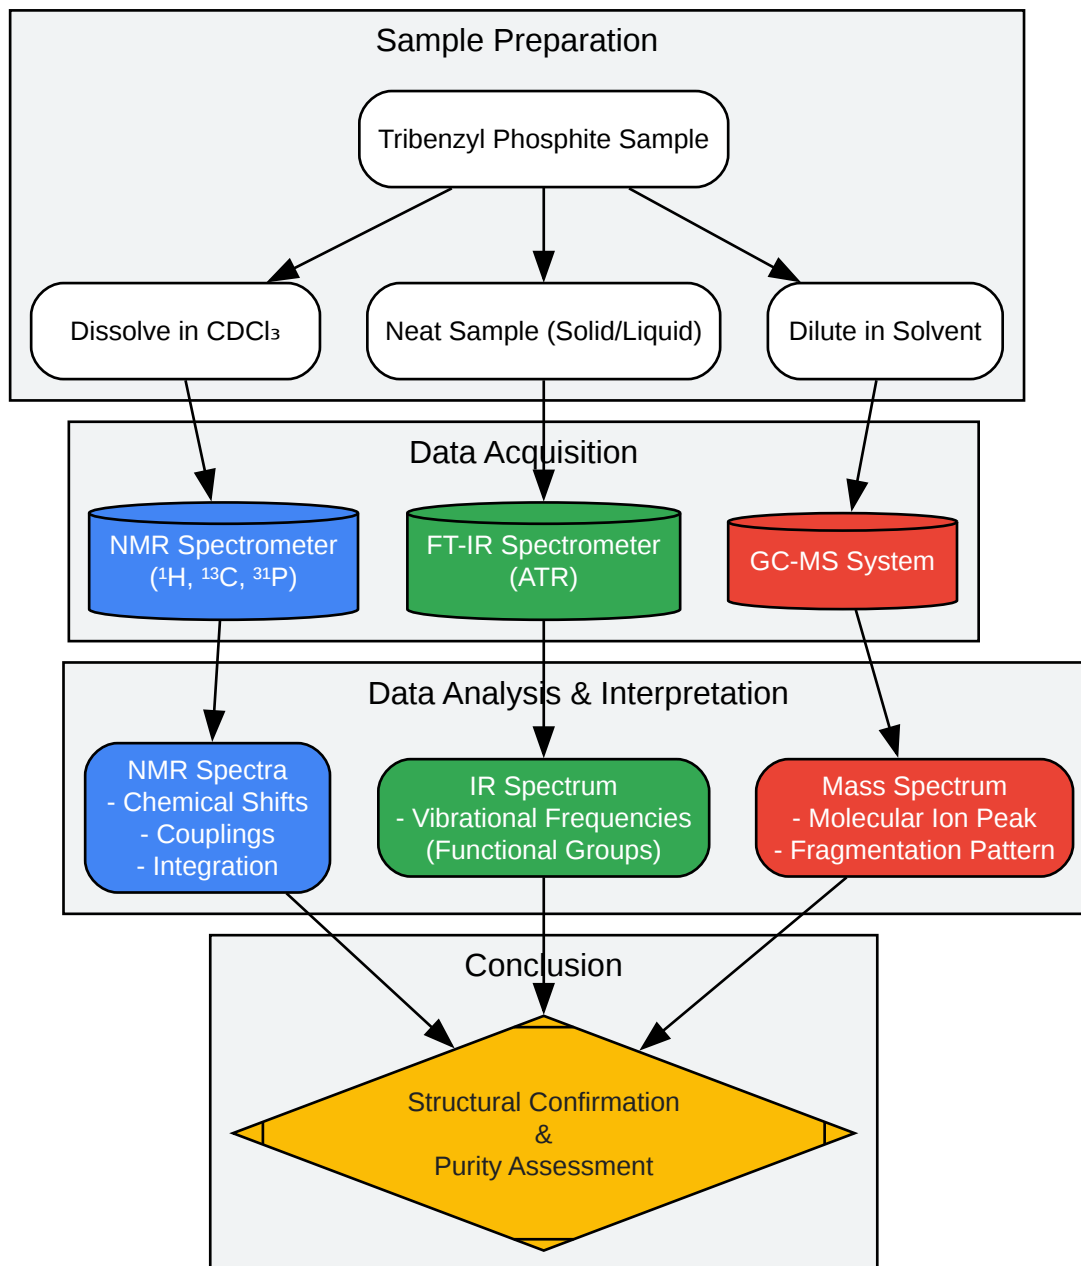 Sample Preparation
Tribenzyl Phosphite Sample
Dissolve in CDCl₃
Neat Sample (Solid/Liquid)
Dilute in Solvent
Data Acquisition
NMR Spectrometer
(¹H, ¹³C, ³¹P)
FT-IR Spectrometer
(ATR)
GC-MS System
Data Analysis & Interpretation
NMR Spectra
- Chemical Shifts
- Couplings
- Integration
IR Spectrum
- Vibrational Frequencies
(Functional Groups)
Mass Spectrum
- Molecular Ion Peak
- Fragmentation Pattern
Conclusion
Structural Confirmation
&
Purity Assessment